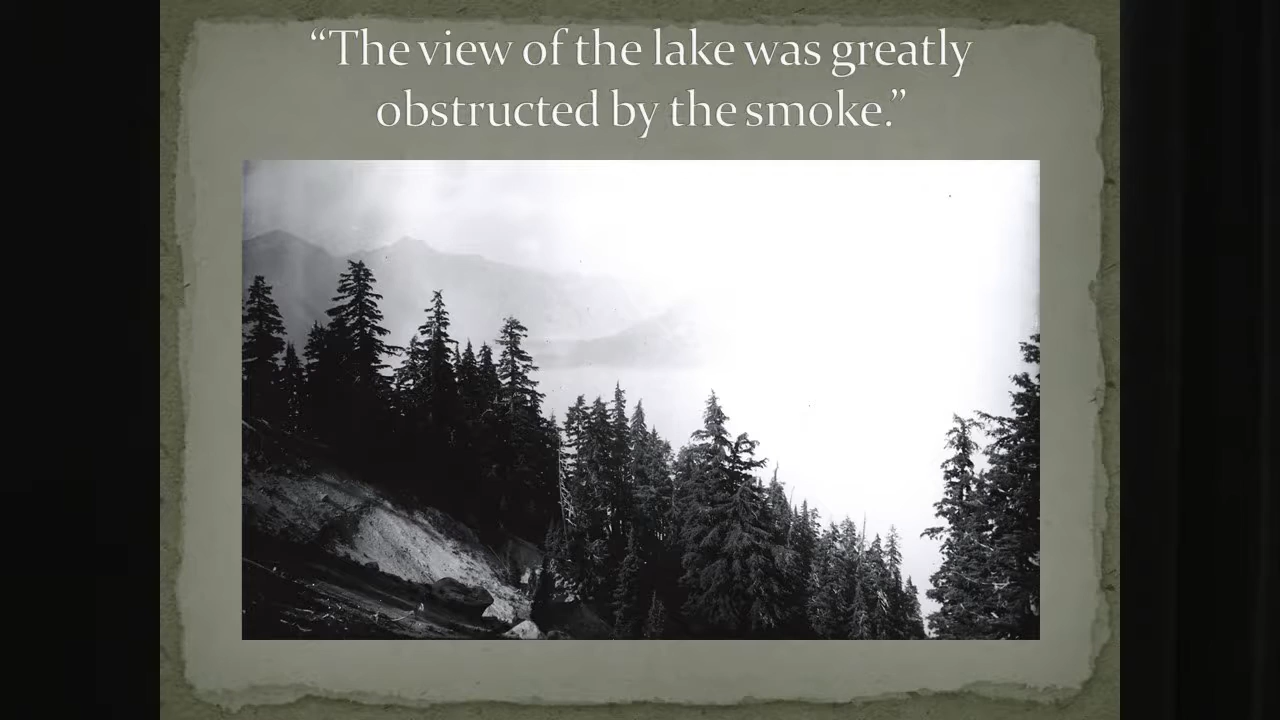 “The view of the lake was greatly
obstructed by the smoke.”